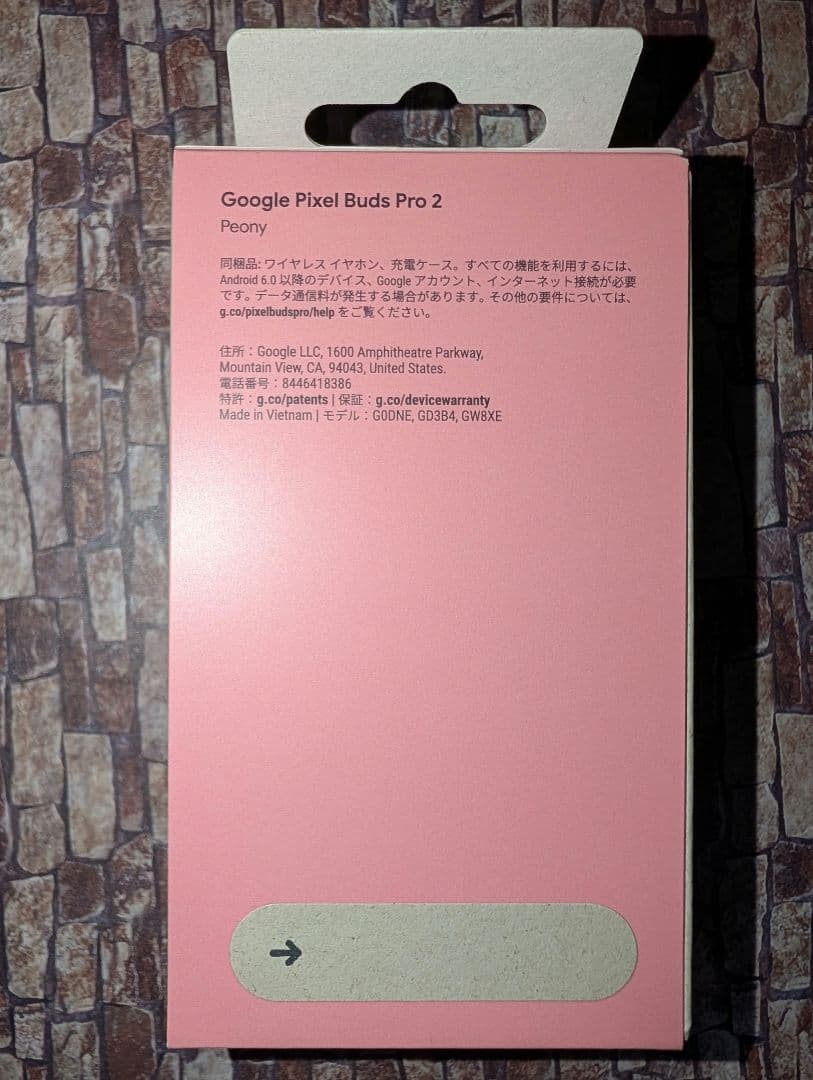 Google Pixel Buds Pro 2
Peony
同梱品: ワイヤレス イヤホン、充電ケース。すべての機能を利用するには、
Android 6.0 以降のデバイス、Google アカウント、インターネット接続が必要
です。データ通信料が発生する場合があります。その他の要件については、
g.co/pixelbudspro/help をご覧ください。
住所：Google LLC, 1600 Amphitheatre Parkway,
Mountain View, CA, 94043, United States.
電話番号：8446418386
特許：g.co/patents | 保証：g.co/devicewarranty
Made in Vietnam | モデル：G0DNE, GD3B4, GW8XE